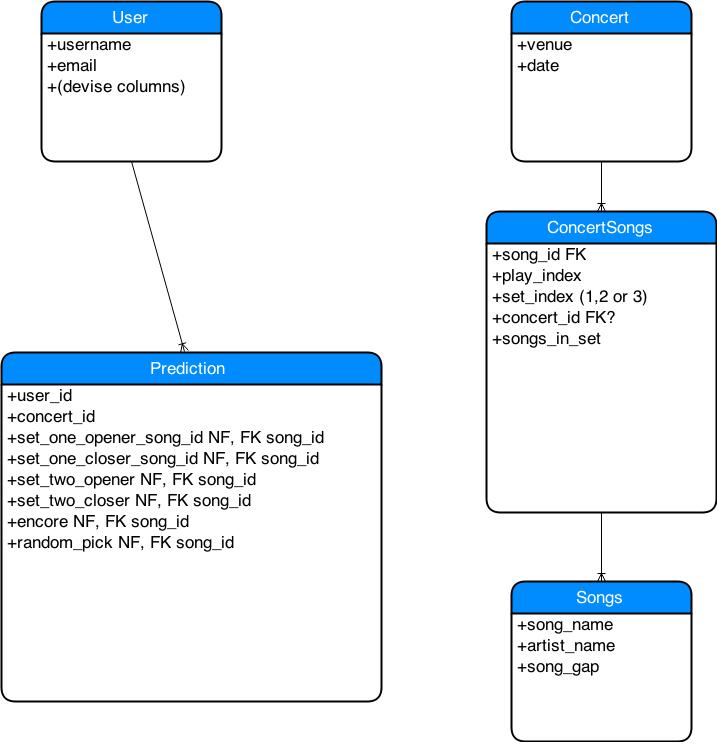 User
+username
+email
+(devise columns)
Concert
+venue
+date
ConcertSongs
+song_id FK
+play_index
+set_index (1,2 or 3)
+concert_id FK?
+songs_in_set
Prediction
+user_id
+concert_id
+set_one_opener_song_id NF, FK song_id
+set_one_closer_song_id NF, FK song_id
+set_two_opener NF, FK song_id
+set_two_closer NF, FK song_id
+encore NF, FK song_id
+random_pick NF, FK song_id
Songs
+song_name
+artist_name
+song_gap